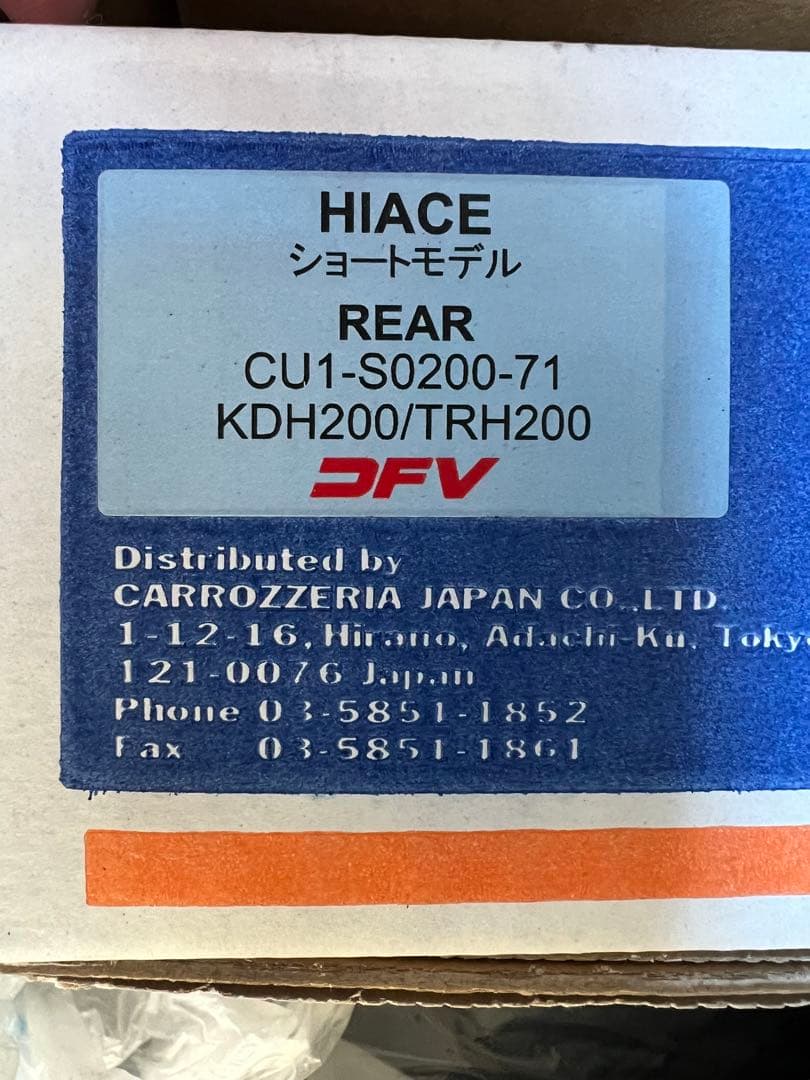 HIACE
ショートモデル
REAR
CU1-S0200-71
KDH200/TRH200
DFV
Distributed by
CARROZZERIA JAPAN CO.,LTD.
1-12-16, Hirano, Adachi-Ku, Tokyo
121-0076 Japan
Phone 03-5851-1852
Fax 03-5851-1861